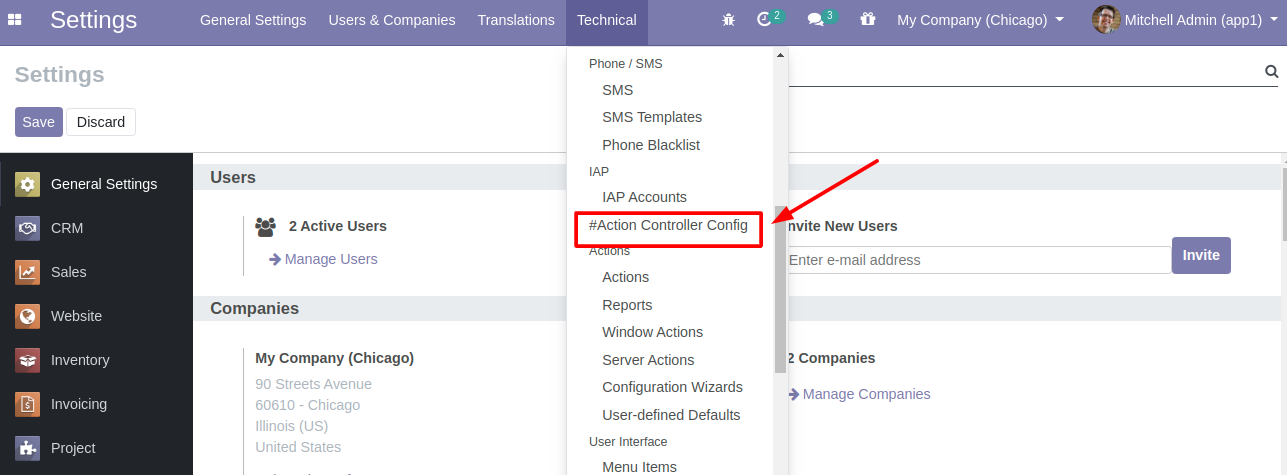 Settings General Settings Users & Companies Translations Technical 2 3 My Company (Chicago) Mitchell Admin (app1)
Settings
Save Discard
Phone / SMS
SMS
SMS Templates
Phone Blacklist
IAP
IAP Accounts
#Action Controller Config
Actions
Actions
Reports
Window Actions
Server Actions
Configuration Wizards
User-defined Defaults
User Interface
Menu Items
General Settings
CRM
Sales
Website
Inventory
Invoicing
Project
Users
2 Active Users
Manage Users
nvite New Users
Enter e-mail address Invite
Companies
My Company (Chicago)
90 Streets Avenue
60610 - Chicago
Illinois (US)
United States
2 Companies
Manage Companies